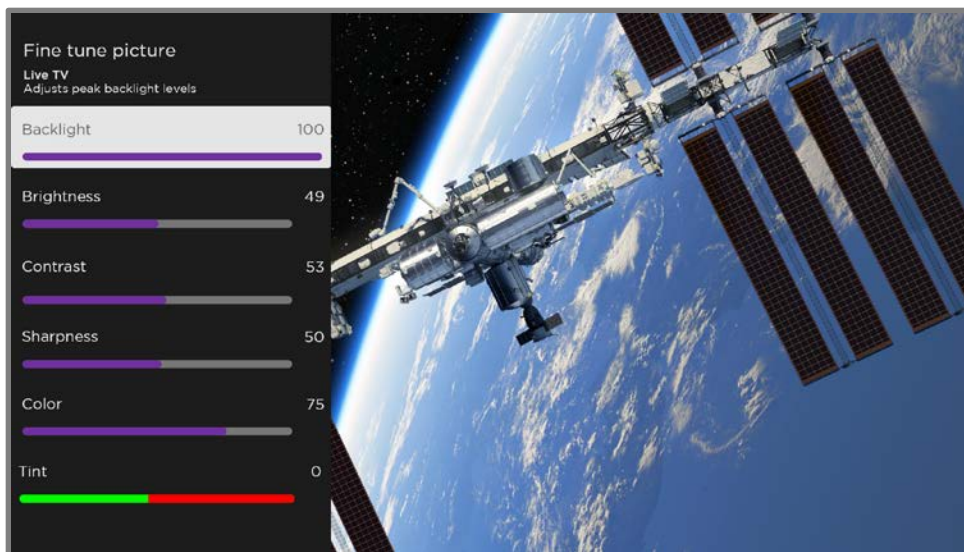 Fine tune picture
Live TV
Adjusts peak backlight levels
Backlight 100
Brightness 49
Contrast 53
Sharpness 50
Color 75
Tint 0